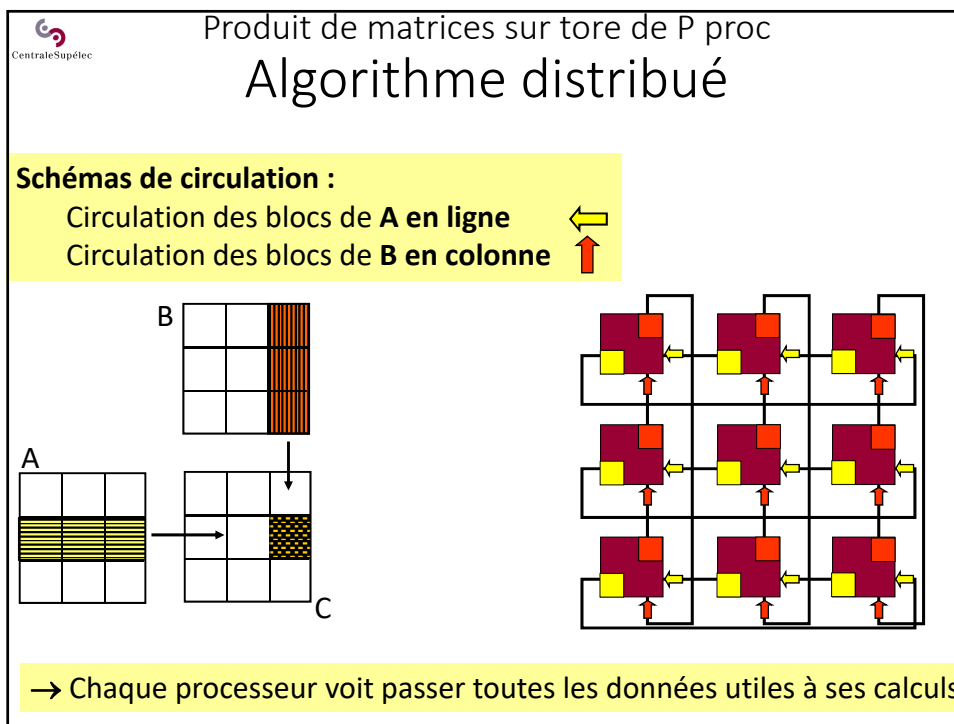 CentraleSupélec
Produit de matrices sur tore de P proc
Algorithme distribué
Schémas de circulation :
Circulation des blocs de A en ligne
Circulation des blocs de B en colonne
B
A
C
→ Chaque processeur voit passer toutes les données utiles à ses calculs